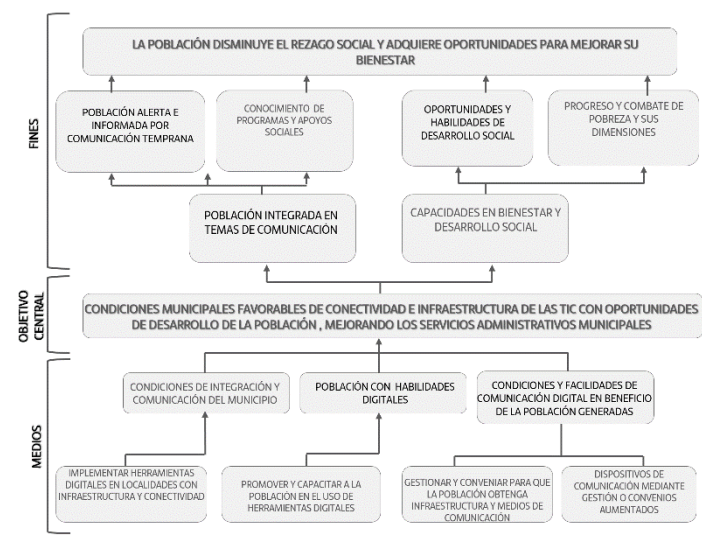 FINES
LA POBLACIÓN DISMINUYE EL REZAGO SOCIAL Y ADQUIERE OPORTUNIDADES PARA MEJORAR SU
BIENESTAR
POBLACIÓN ALERTA E
INFORMADA POR
COMUNICACIÓN TEMPRANA
CONOCIMIENTO DE
PROGRAMAS Y APOYOS
SOCIALES
OPORTUNIDADES Y
HABILIDADES DE
DESARROLLO SOCIAL
PROGRESO Y COMBATE DE
POBREZA Y SUS
DIMENSIONES
POBLACIÓN INTEGRADA EN
TEMAS DE COMUNICACIÓN
CAPACIDADES EN BIENESTAR Y
DESARROLLO SOCIAL
OBJETIVO
CENTRAL
CONDICIONES MUNICIPALES FAVORABLES DE CONECTIVIDAD E INFRAESTRUCTURA DE LAS TIC CON OPORTUNIDADES
DE DESARROLLO DE LA POBLACIÓN , MEJORANDO LOS SERVICIOS ADMINISTRATIVOS MUNICIPALES
MEDIOS
CONDICIONES DE INTEGRACIÓN Y
COMUNICACIÓN DEL MUNICIPIO
POBLACIÓN CON HABILIDADES
DIGITALES
CONDICIONES Y FACILIDADES DE
COMUNICACIÓN DIGITAL EN BENEFICIO
DE LA POBLACIÓN GENERADAS
IMPLEMENTAR HERRAMIENTAS
DIGITALES EN LOCALIDADES CON
INFRAESTRUCTURA Y CONECTIVIDAD
PROMOVER Y CAPACITAR A LA
POBLACIÓN EN EL USO DE
HERRAMIENTAS DIGITALES
GESTIONAR Y CONVENIAR PARA QUE
LA POBLACIÓN OBTENGA
INFRAESTRUCTURA Y MEDIOS DE
COMUNICACIÓN
DISPOSITIVOS DE
COMUNICACIÓN MEDIANTE
GESTIÓN O CONVENIOS
AUMENTADOS